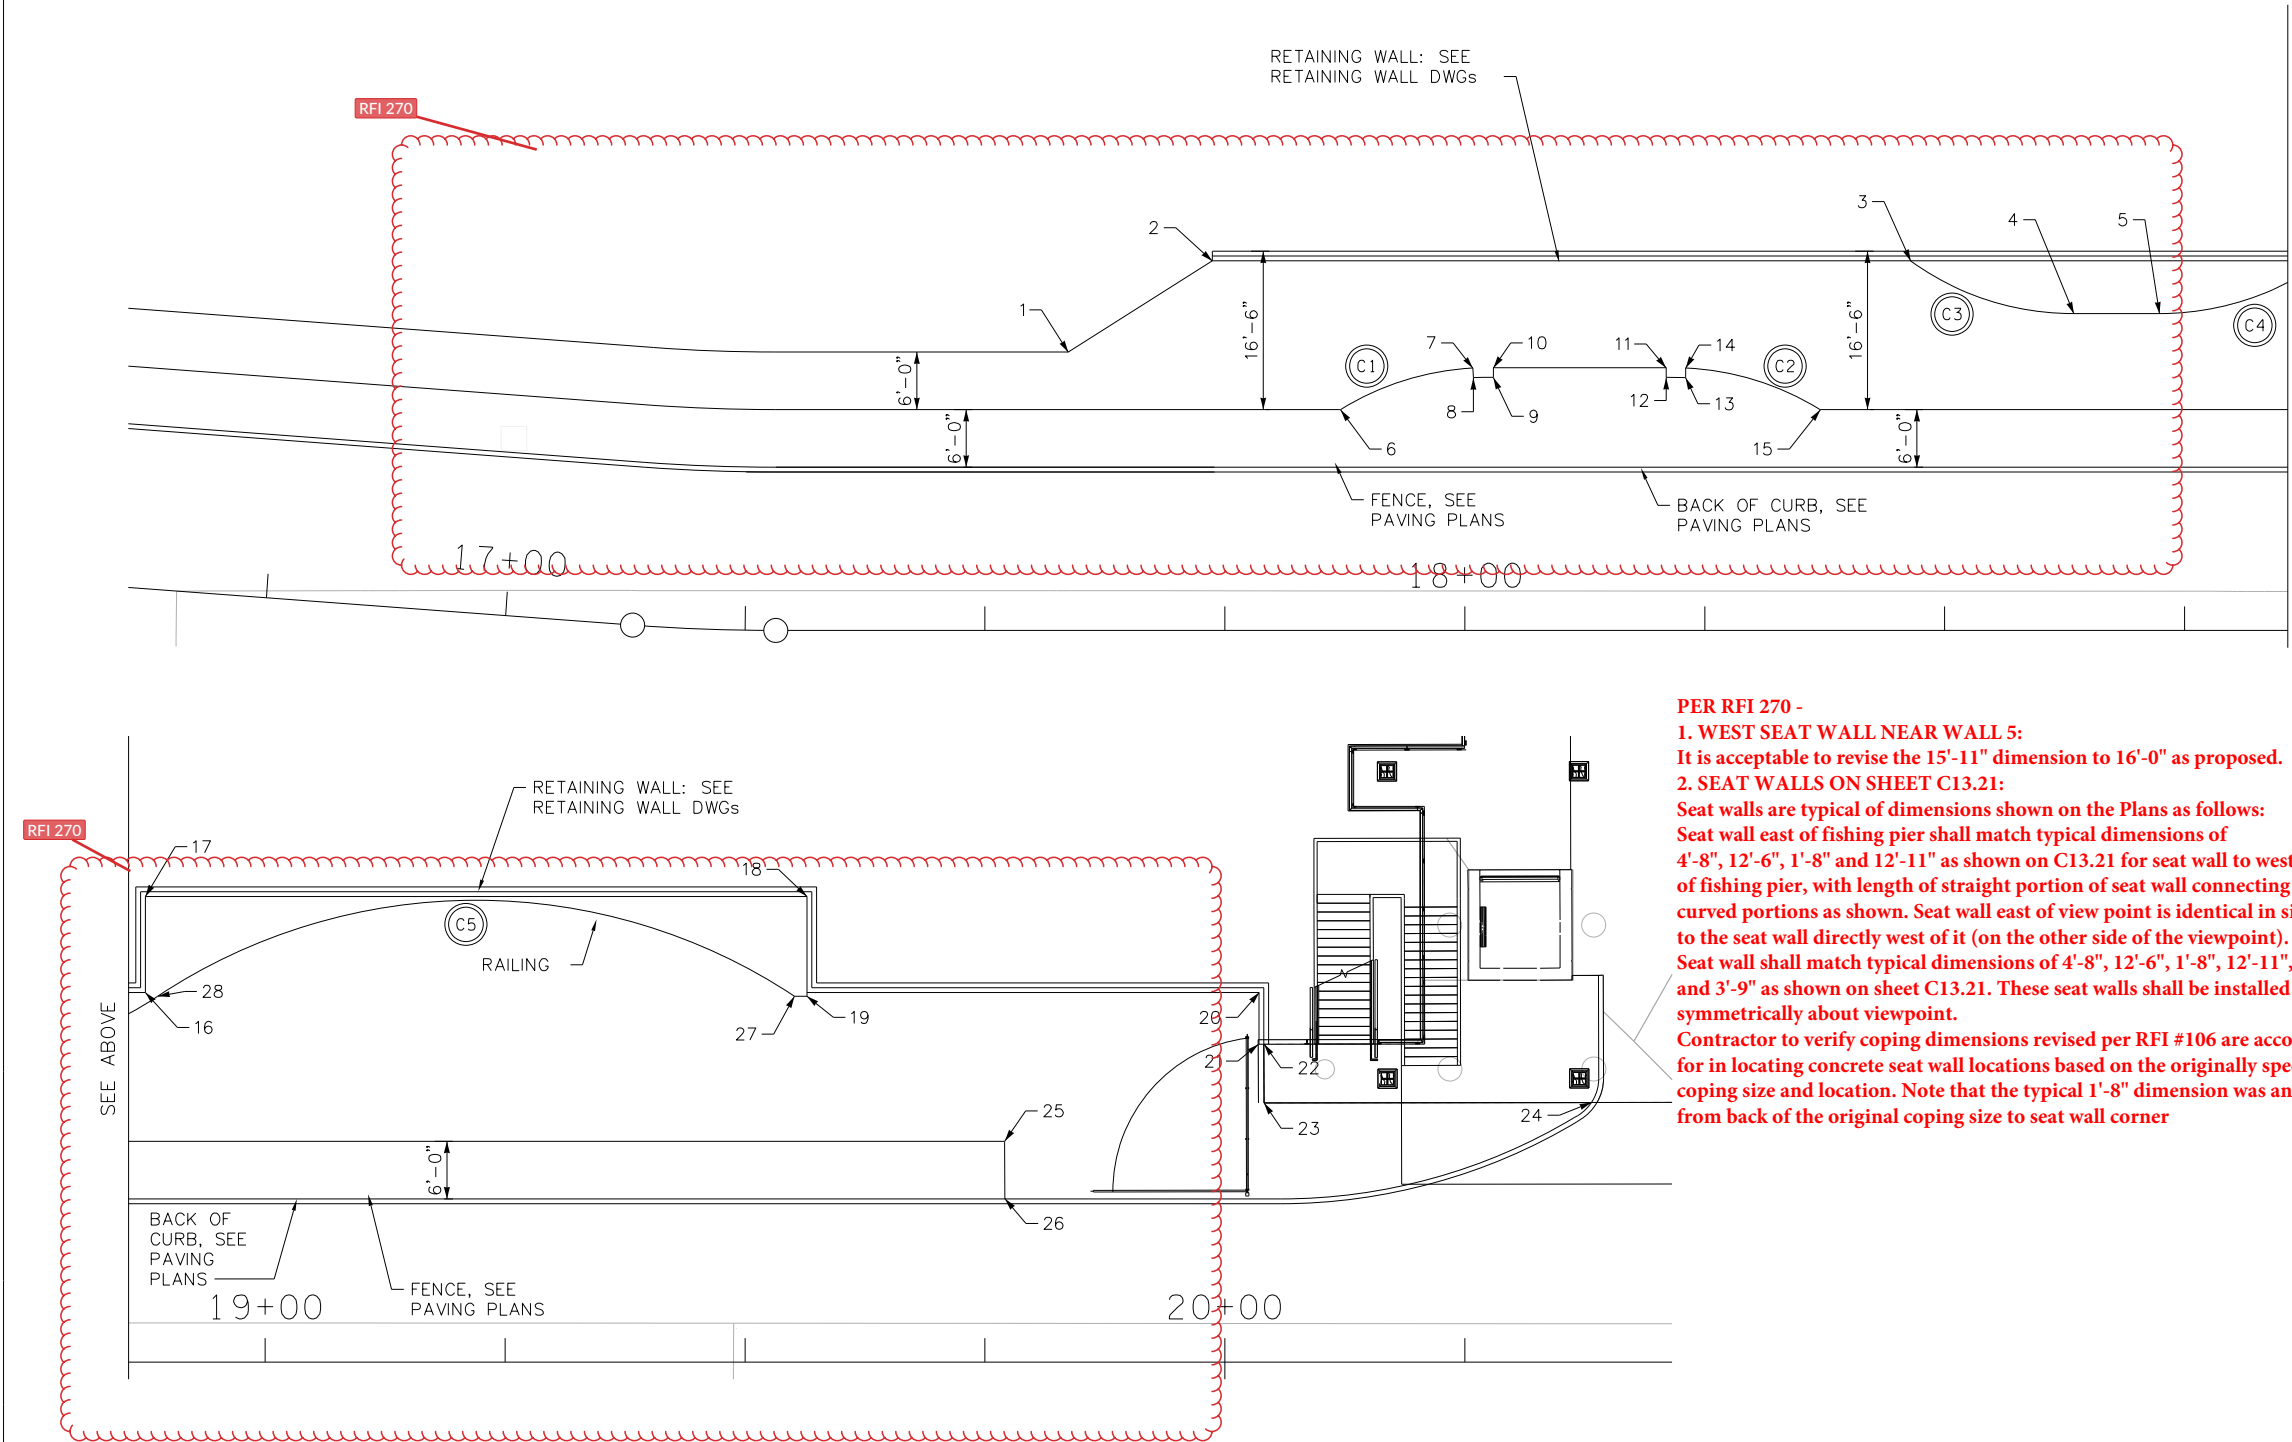 RETAINING WALL: SEE
RETAINING WALL DWGs
RFI 270
3
4
5
2
1
C3
C4
16'-6"
16'-6"
7
10
11
14
C1
C2
6'-0"
8
9
12
13
6'-0"
6
15
6'-0"
FENCE, SEE
PAVING PLANS
BACK OF CURB, SEE
PAVING PLANS
17+00
18+00
PER RFI 270 -
1. WEST SEAT WALL NEAR WALL 5:
It is acceptable to revise the 15'-11" dimension to 16'-0" as proposed.
2. SEAT WALLS ON SHEET C13.21:
Seat walls are typical of dimensions shown on the Plans as follows:
Seat wall east of fishing pier shall match typical dimensions of
4'-8", 12'-6", 1'-8" and 12'-11" as shown on C13.21 for seat wall to west
of fishing pier, with length of straight portion of seat wall connecting
curved portions as shown. Seat wall east of view point is identical in
to the seat wall directly west of it (on the other side of the viewpoint).
Seat wall shall match typical dimensions of 4'-8", 12'-6", 1'-8", 12'-11",
and 3'-9" as shown on sheet C13.21. These seat walls shall be installed
symmetrically about viewpoint.
Contractor to verify coping dimensions revised per RFI #106 are
for in locating concrete seat wall locations based on the originally
coping size and location. Note that the typical 1'-8" dimension was
from back of the original coping size to seat wall corner
RETAINING WALL: SEE
RETAINING WALL DWGs
RFI 270
17
18
C5
RAILING
28
16
27
19
20
21
22
23
24
SEE ABOVE
25
6'-0"
26
BACK OF
CURB, SEE
PAVING
PLANS
FENCE, SEE
PAVING PLANS
19+00
20+00